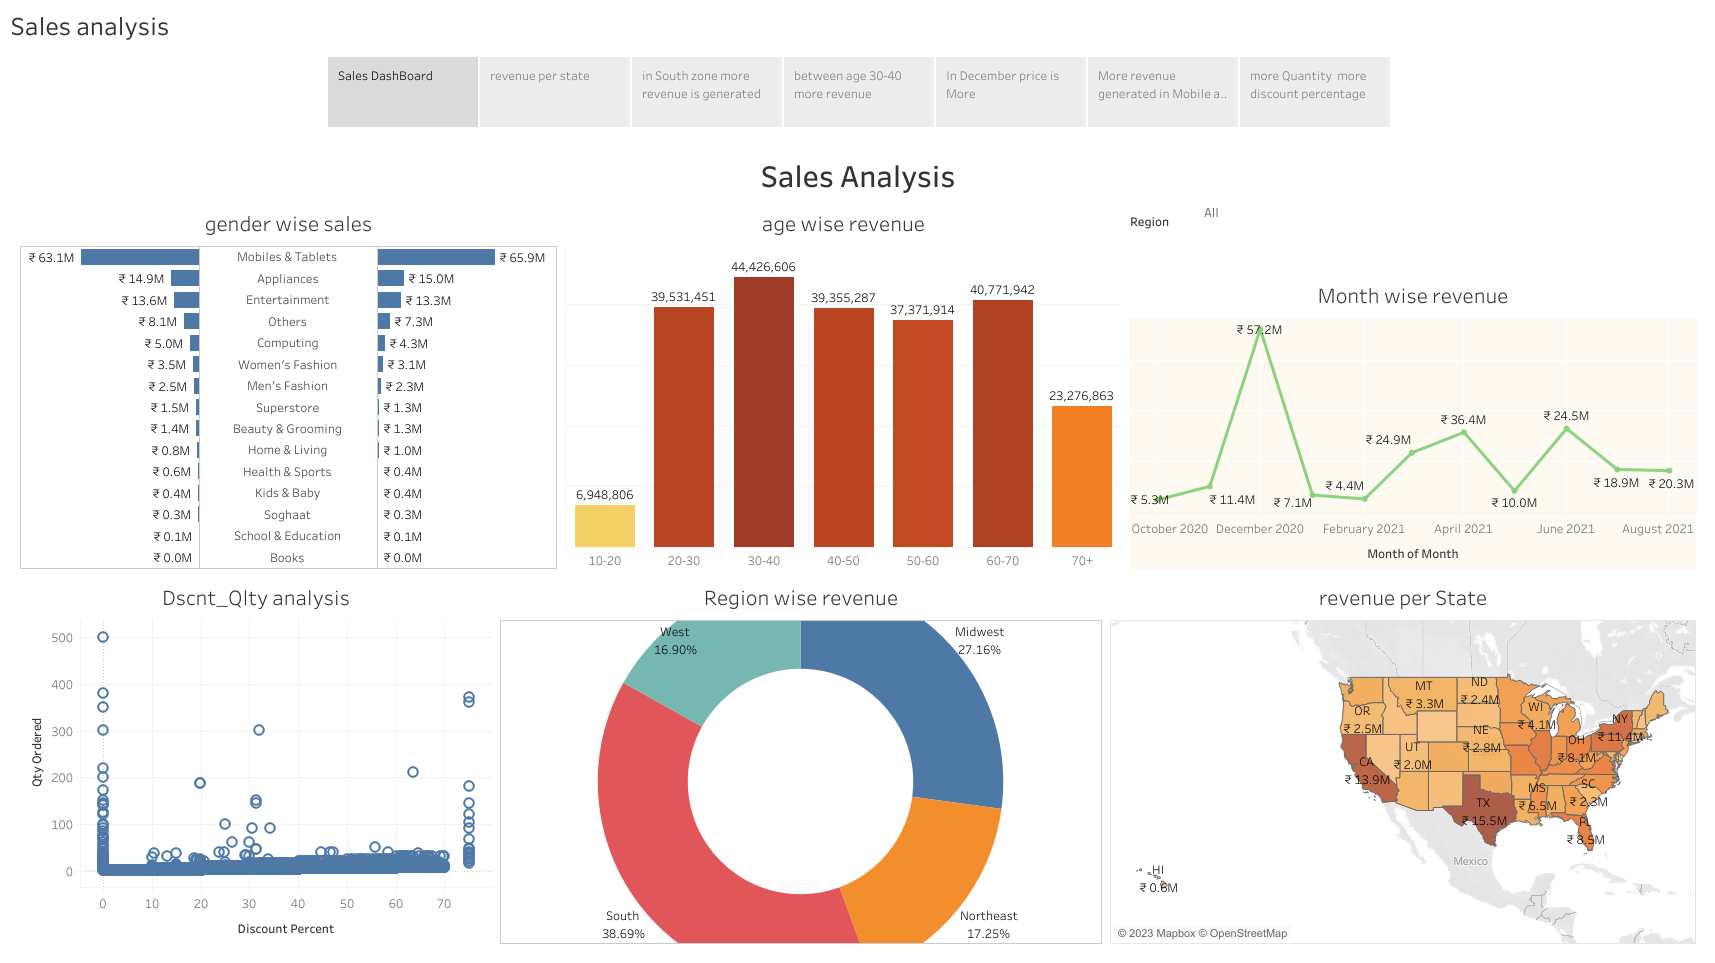 Sales analysis
Sales DashBoard
revenue per state
in South zone more
revenue is generated
between age 30-40
more revenue
In December price is
More
More revenue
generated in Mobile a..
more Quantity more
discount percentage
Sales Analysis
gender wise sales
₹ 63.1M Mobiles & Tablets ₹ 65.9M
₹ 14.9M Appliances ₹ 15.0M
₹ 13.6M Entertainment ₹ 13.3M
₹ 8.1M Others ₹ 7.3M
₹ 5.0M Computing ₹ 4.3M
₹ 3.5M Women's Fashion ₹ 3.1M
₹ 2.5M Men's Fashion ₹ 2.3M
₹ 1.5M Superstore ₹ 1.3M
₹ 1.4M Beauty & Grooming ₹ 1.3M
₹ 0.8M Home & Living ₹ 1.0M
₹ 0.6M Health & Sports ₹ 0.4M
₹ 0.4M Kids & Baby ₹ 0.4M
₹ 0.3M Soghaat ₹ 0.3M
₹ 0.1M School & Education ₹ 0.1M
₹ 0.0M Books ₹ 0.0M
age wise revenue
6,948,806
39,531,451
44,426,606
39,355,287
37,371,914
40,771,942
23,276,863
10-20 20-30 30-40 40-50 50-60 60-70 70+
Region
All
Month wise revenue
₹ 5.3M
₹ 11.4M
₹ 57.2M
₹ 7.1M
₹ 4.4M
₹ 24.9M
₹ 36.4M
₹ 10.0M
₹ 24.5M
₹ 18.9M
₹ 20.3M
October 2020 December 2020 February 2021 April 2021 June 2021 August 2021
Month of Month
Dscnt_Qlty analysis
Qty Ordered
500
400
300
200
100
0
0 10 20 30 40 50 60 70
Discount Percent
Region wise revenue
West
16.90%
Midwest
27.16%
South
38.69%
Northeast
17.25%
revenue per State
MT
₹ 3.3M
ND
₹ 2.4M
OR
₹ 2.5M
WI
₹ 4.1M
NY
₹ 11.4M
NE
₹ 2.8M
UT
₹ 2.0M
OH
₹ 8.1M
CA
₹ 13.9M
MS
₹ 6.5M
SC
₹ 2.3M
TX
₹ 15.5M
FL
₹ 8.5M
Mexico
HI
₹ 0.6M
© 2023 Mapbox © OpenStreetMap